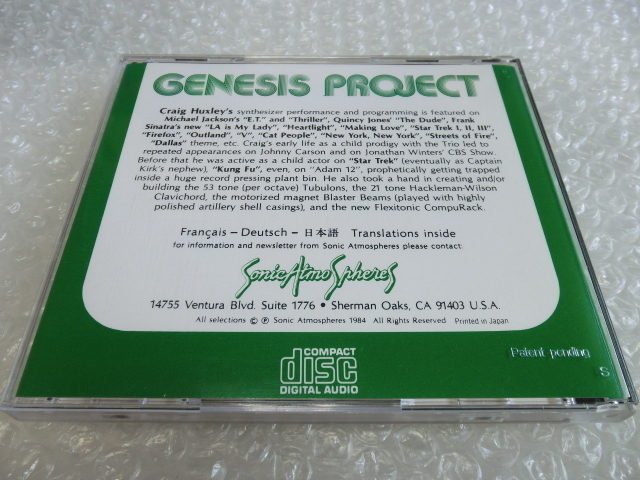 GENESIS PROJECT
Craig Huxley's synthesizer performance and programming is featured on
Michael Jackson's "E.T." and "Thriller", Quincy Jones' "The Dude", Frank
Sinatra's new "LA is My Lady", "Heartlight", "Making Love", "Star Trek I, II, III",
"Firefox", "Outland", "V", "Cat People", "New York, New York", "Streets of Fire",
"Dallas" theme, etc. Craig's early life as a child prodigy with the Trio led to
repeated appearances on Johnny Carson and on Jonathan Winters' CBS Show.
Before that he was active as a child actor on "Star Trek" (eventually as Captain
Kirk's nephew), "Kung Fu", even, on "Adam 12", prophetically getting trapped
inside a huge record pressing plant bin. He also took a hand in creating and/or
building the 53 tone (per octave) Tubulons, the 21 tone Hackleman-Wilson
Clavichord, the motorized magnet Blaster Beams (played with highly
polished artillery shell casings), and the new Flexitonic CompuRack.
Français – Deutsch – 日本語 Translations inside
for information and newsletter from Sonic Atmospheres please contact:
Sonic Atmospheres
14755 Ventura Blvd. Suite 1776 • Sherman Oaks, CA 91403 U.S.A.
All selections © ℗ Sonic Atmospheres 1984 All Rights Reserved Printed in Japan
COMPACT
disc
DIGITAL AUDIO
Patent pending
S